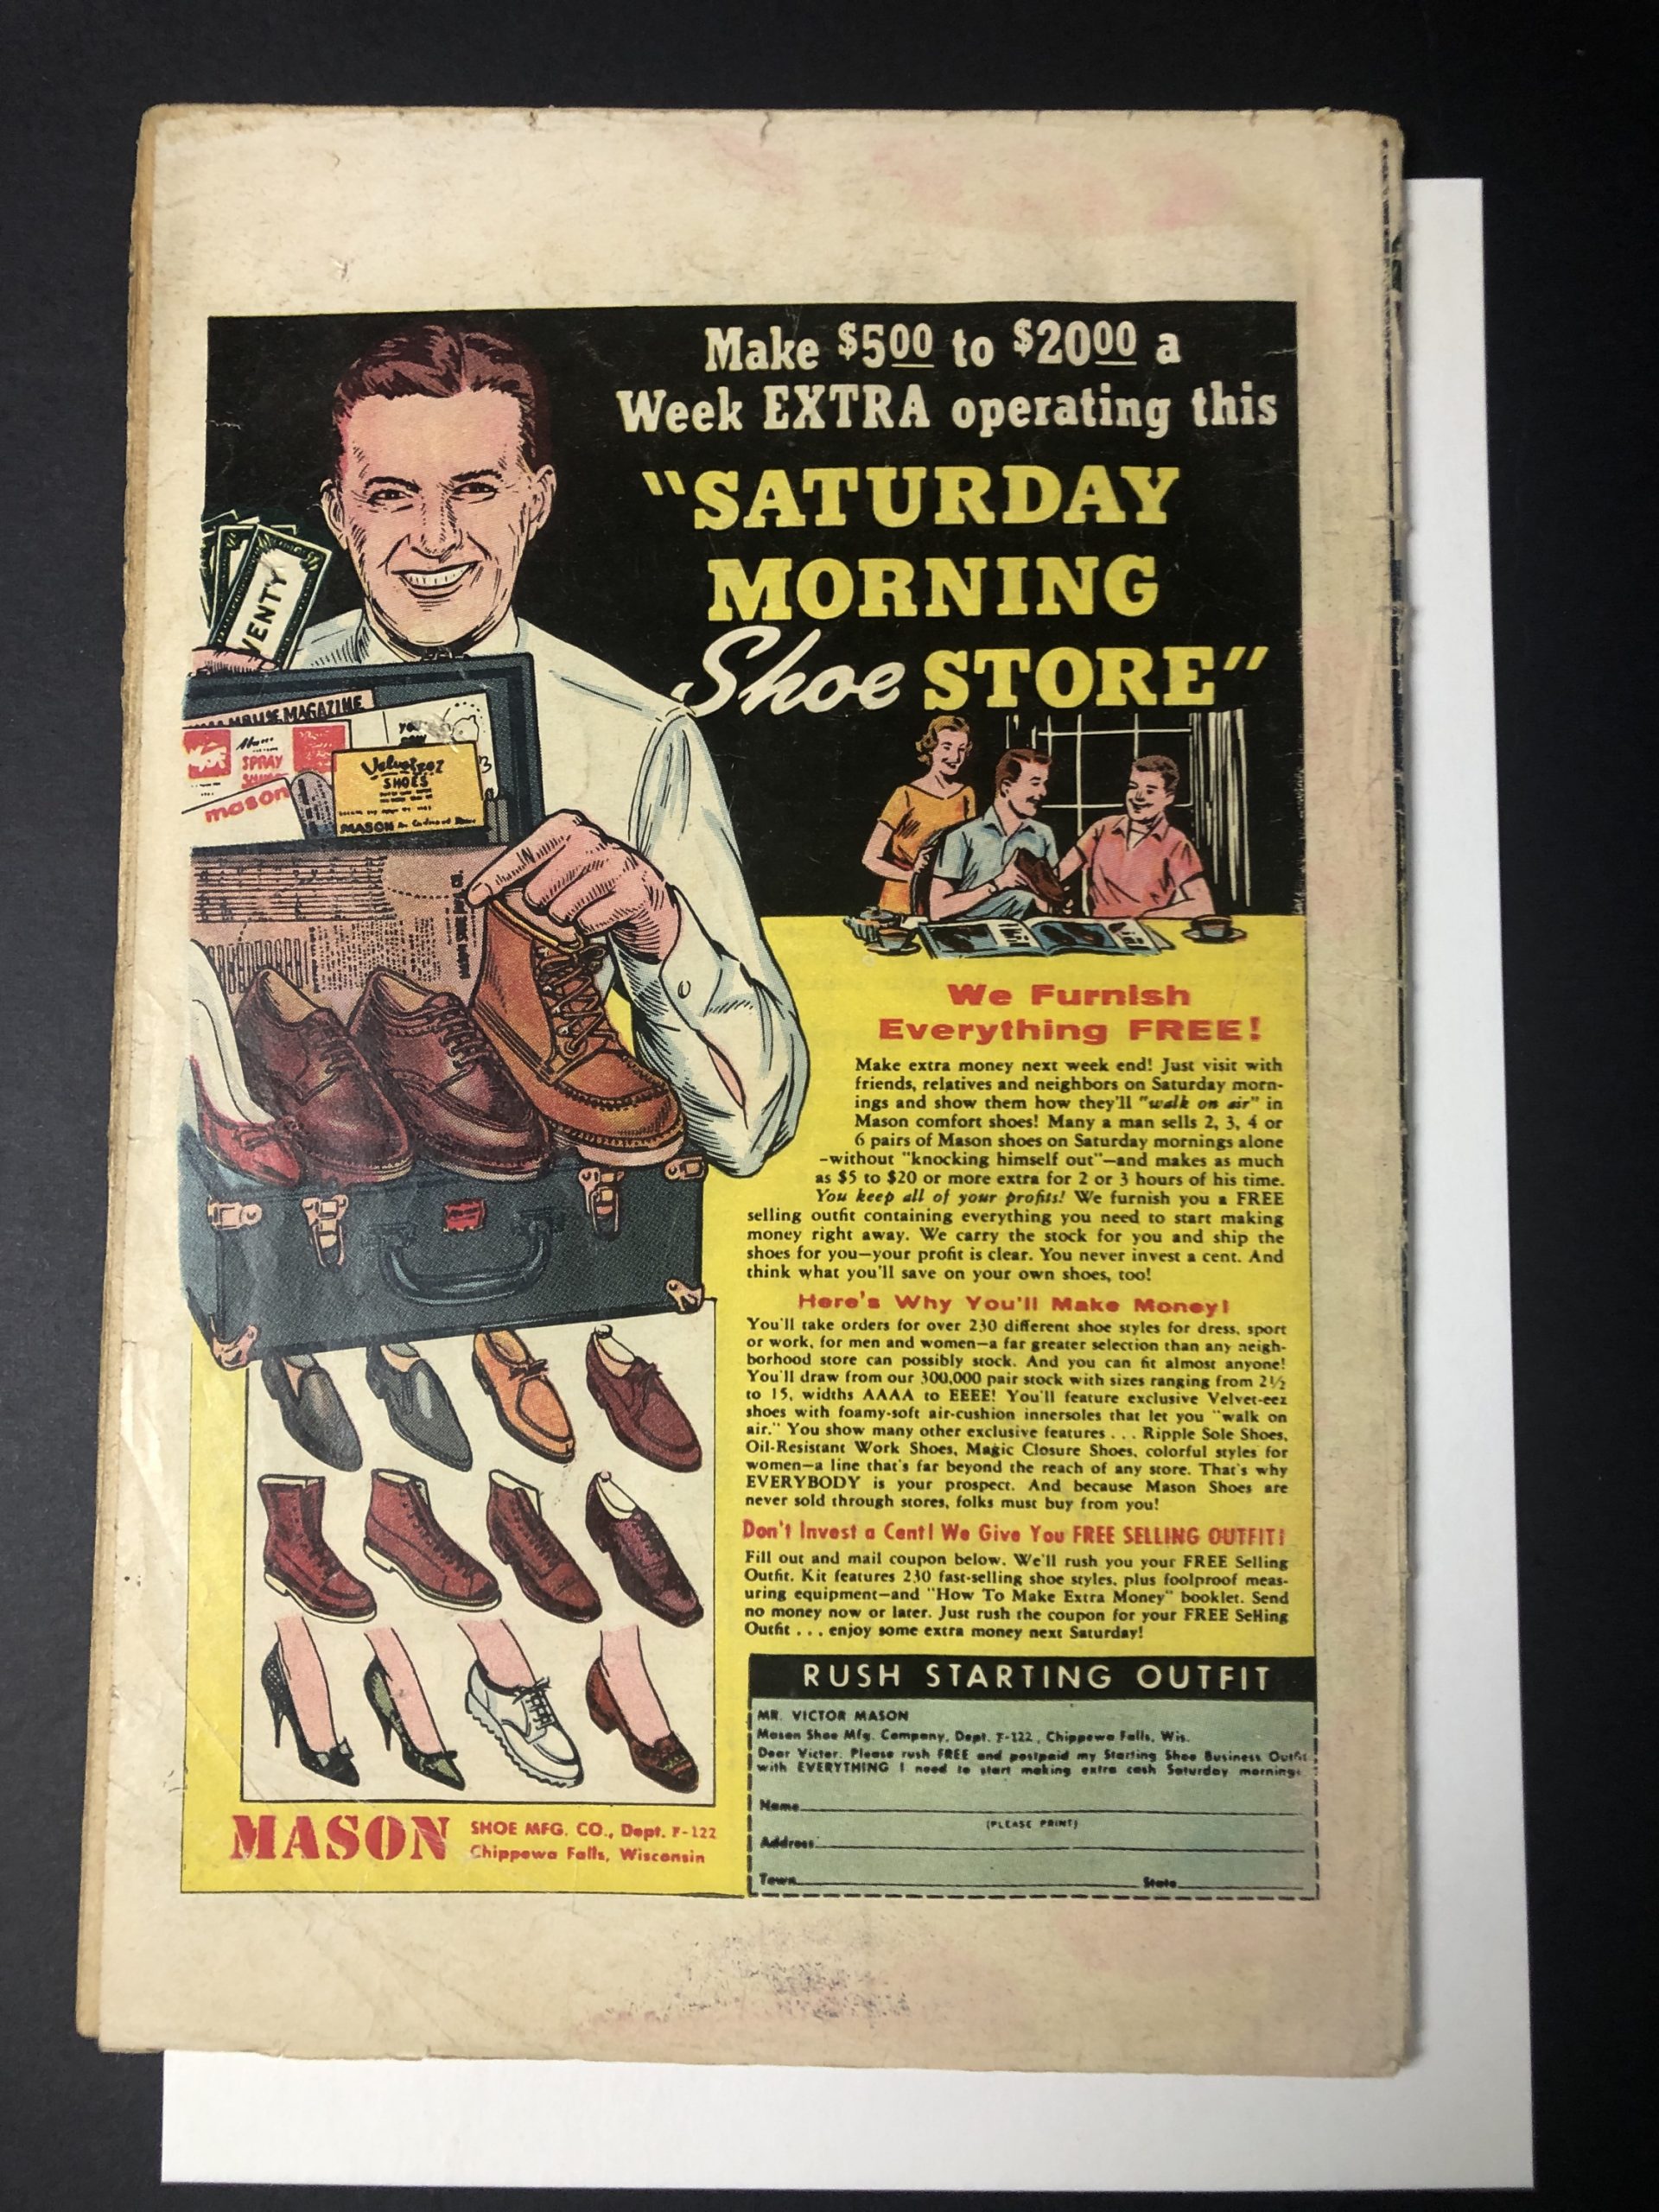 Make $5.00 to $20.00 a
Week EXTRA operating this
"SATURDAY
MORNING
Shoe STORE"
VENTY
MAGAZINE
SPRAY
mason
Velvet-eez
SHOES
MASON
We Furnish
Everything FREE!
Make extra money next week end! Just visit with
friends, relatives and neighbors on Saturday morn-
ings and show them how they'll "walk on air" in
Mason comfort shoes! Many a man sells 2, 3, 4 or
6 pairs of Mason shoes on Saturday mornings alone
-without "knocking himself out"—and makes as much
as $5 to $20 or more extra for 2 or 3 hours of his time.
You keep all of your profits! We furnish you a FREE
selling outfit containing everything you need to start making
money right away. We carry the stock for you and ship the
shoes for you—your profit is clear. You never invest a cent. And
think what you'll save on your own shoes, too!
Here's Why You'll Make Money!
You'll take orders for over 230 different shoe styles for dress, sport
or work, for men and women—a far greater selection than any neigh-
borhood store can possibly stock. And you can fit almost anyone!
You'll draw from our 300,000 pair stock with sizes ranging from 2½
to 15, widths AAAA to EEEE! You'll feature exclusive Velvet-eez
shoes with foamy-soft air-cushion innersoles that let you "walk on
air." You show many other exclusive features . . . Ripple Sole Shoes,
Oil-Resistant Work Shoes, Magic Closure Shoes, colorful styles for
women—a line that's far beyond the reach of any store. That's why
EVERYBODY is your prospect. And because Mason Shoes are
never sold through stores, folks must buy from you!
Don't Invest a Cent! We Give You FREE SELLING OUTFIT!
Fill out and mail coupon below. We'll rush you your FREE Selling
Outfit. Kit features 230 fast-selling shoe styles, plus foolproof meas-
uring equipment—and "How To Make Extra Money" booklet. Send
no money now or later. Just rush the coupon for your FREE Selling
Outfit . . . enjoy some extra money next Saturday!
RUSH STARTING OUTFIT
MR. VICTOR MASON
Mason Shoe Mfg. Company, Dept. F-122, Chippewa Falls, Wis.
Dear Victor: Please rush FREE and postpaid my Starting Shoe Business Outfit
with EVERYTHING I need to start making extra cash Saturday mornings
Name
(PLEASE PRINT)
Address
Town State
MASON SHOE MFG. CO., Dept. F-122
Chippewa Falls, Wisconsin